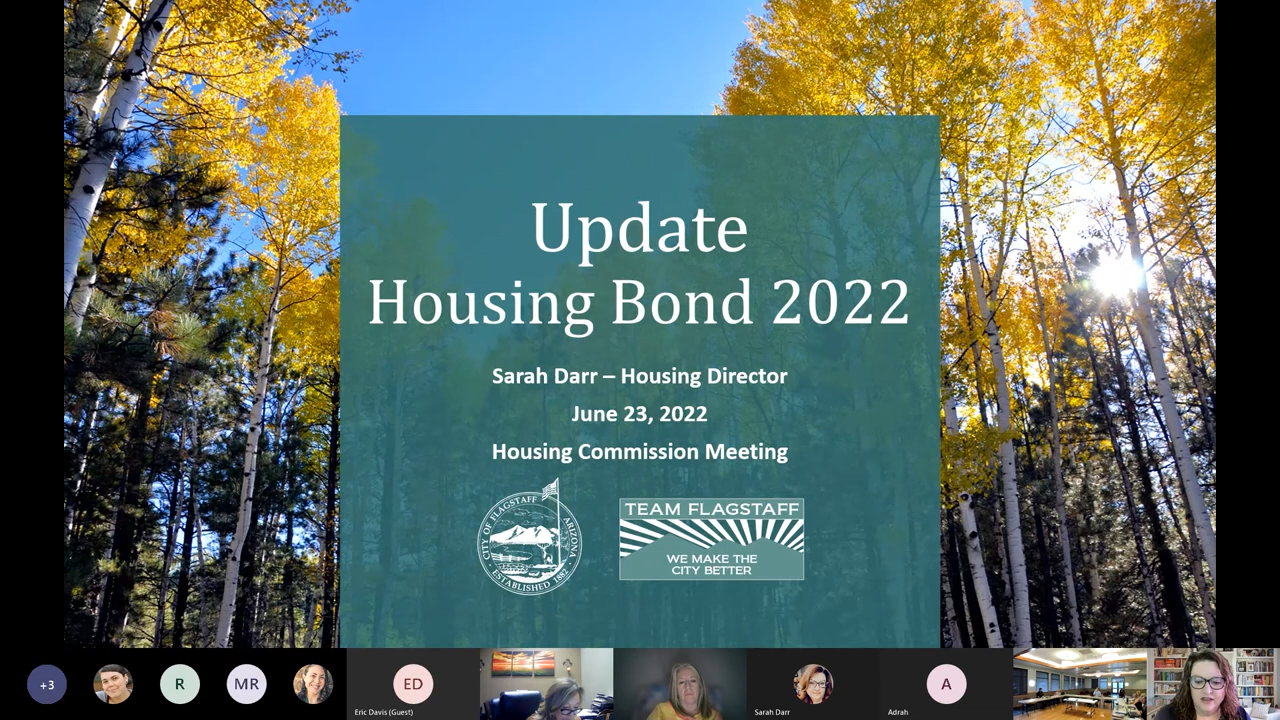 Update
Housing Bond 2022
Sarah Darr – Housing Director
June 23, 2022
Housing Commission Meeting
CITY OF FLAGSTAFF
ARIZONA
ESTABLISHED 1882
TEAM FLAGSTAFF
WE MAKE THE
CITY BETTER
+3
R
MR
ED
A
Eric Davis (Guest)
Sarah Darr
Adrah